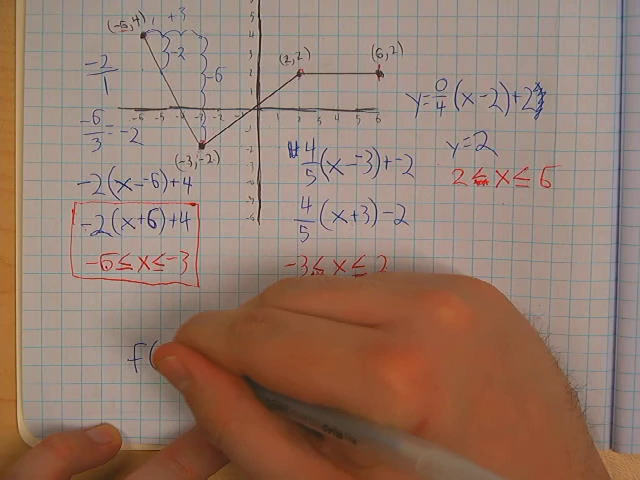 +3
(-6,4)
(2,2)
(6,2)
-2
-6
-2/1
-6/3 = -2
(-3,-2)
-2(x--6)+4
-2(x+6)+4
-6 ≤ x ≤ -3
4/5(x--3)+-2
4/5(x+3)-2
-3 ≤ x ≤ 2
y=0/4(x-2)+2
y=2
2 ≤ x ≤ 6
f(